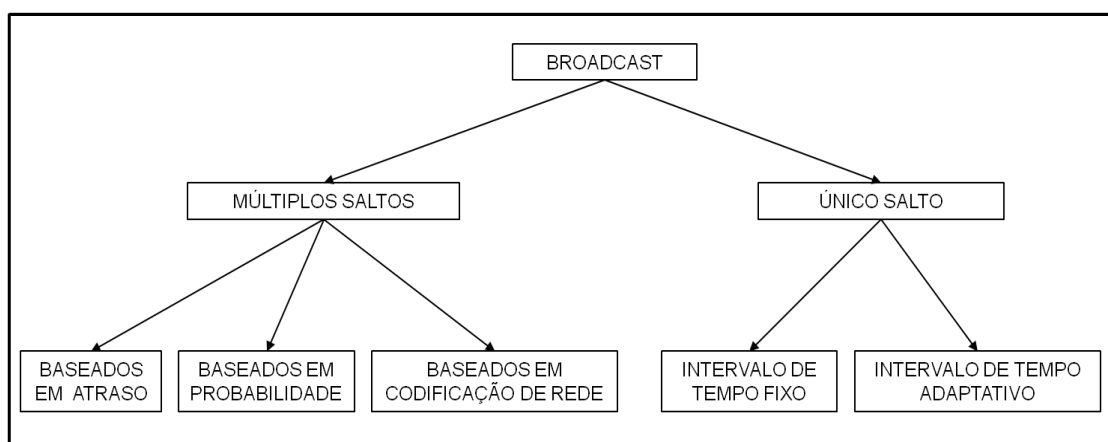 BROADCAST
MÚLTIPLOS SALTOS
ÚNICO SALTO
BASEADOS
EM ATRASO
BASEADOS EM
PROBABILIDADE
BASEADOS EM
CODIFICAÇÃO DE REDE
INTERVALO DE
TEMPO FIXO
INTERVALO DE TEMPO
ADAPTATIVO